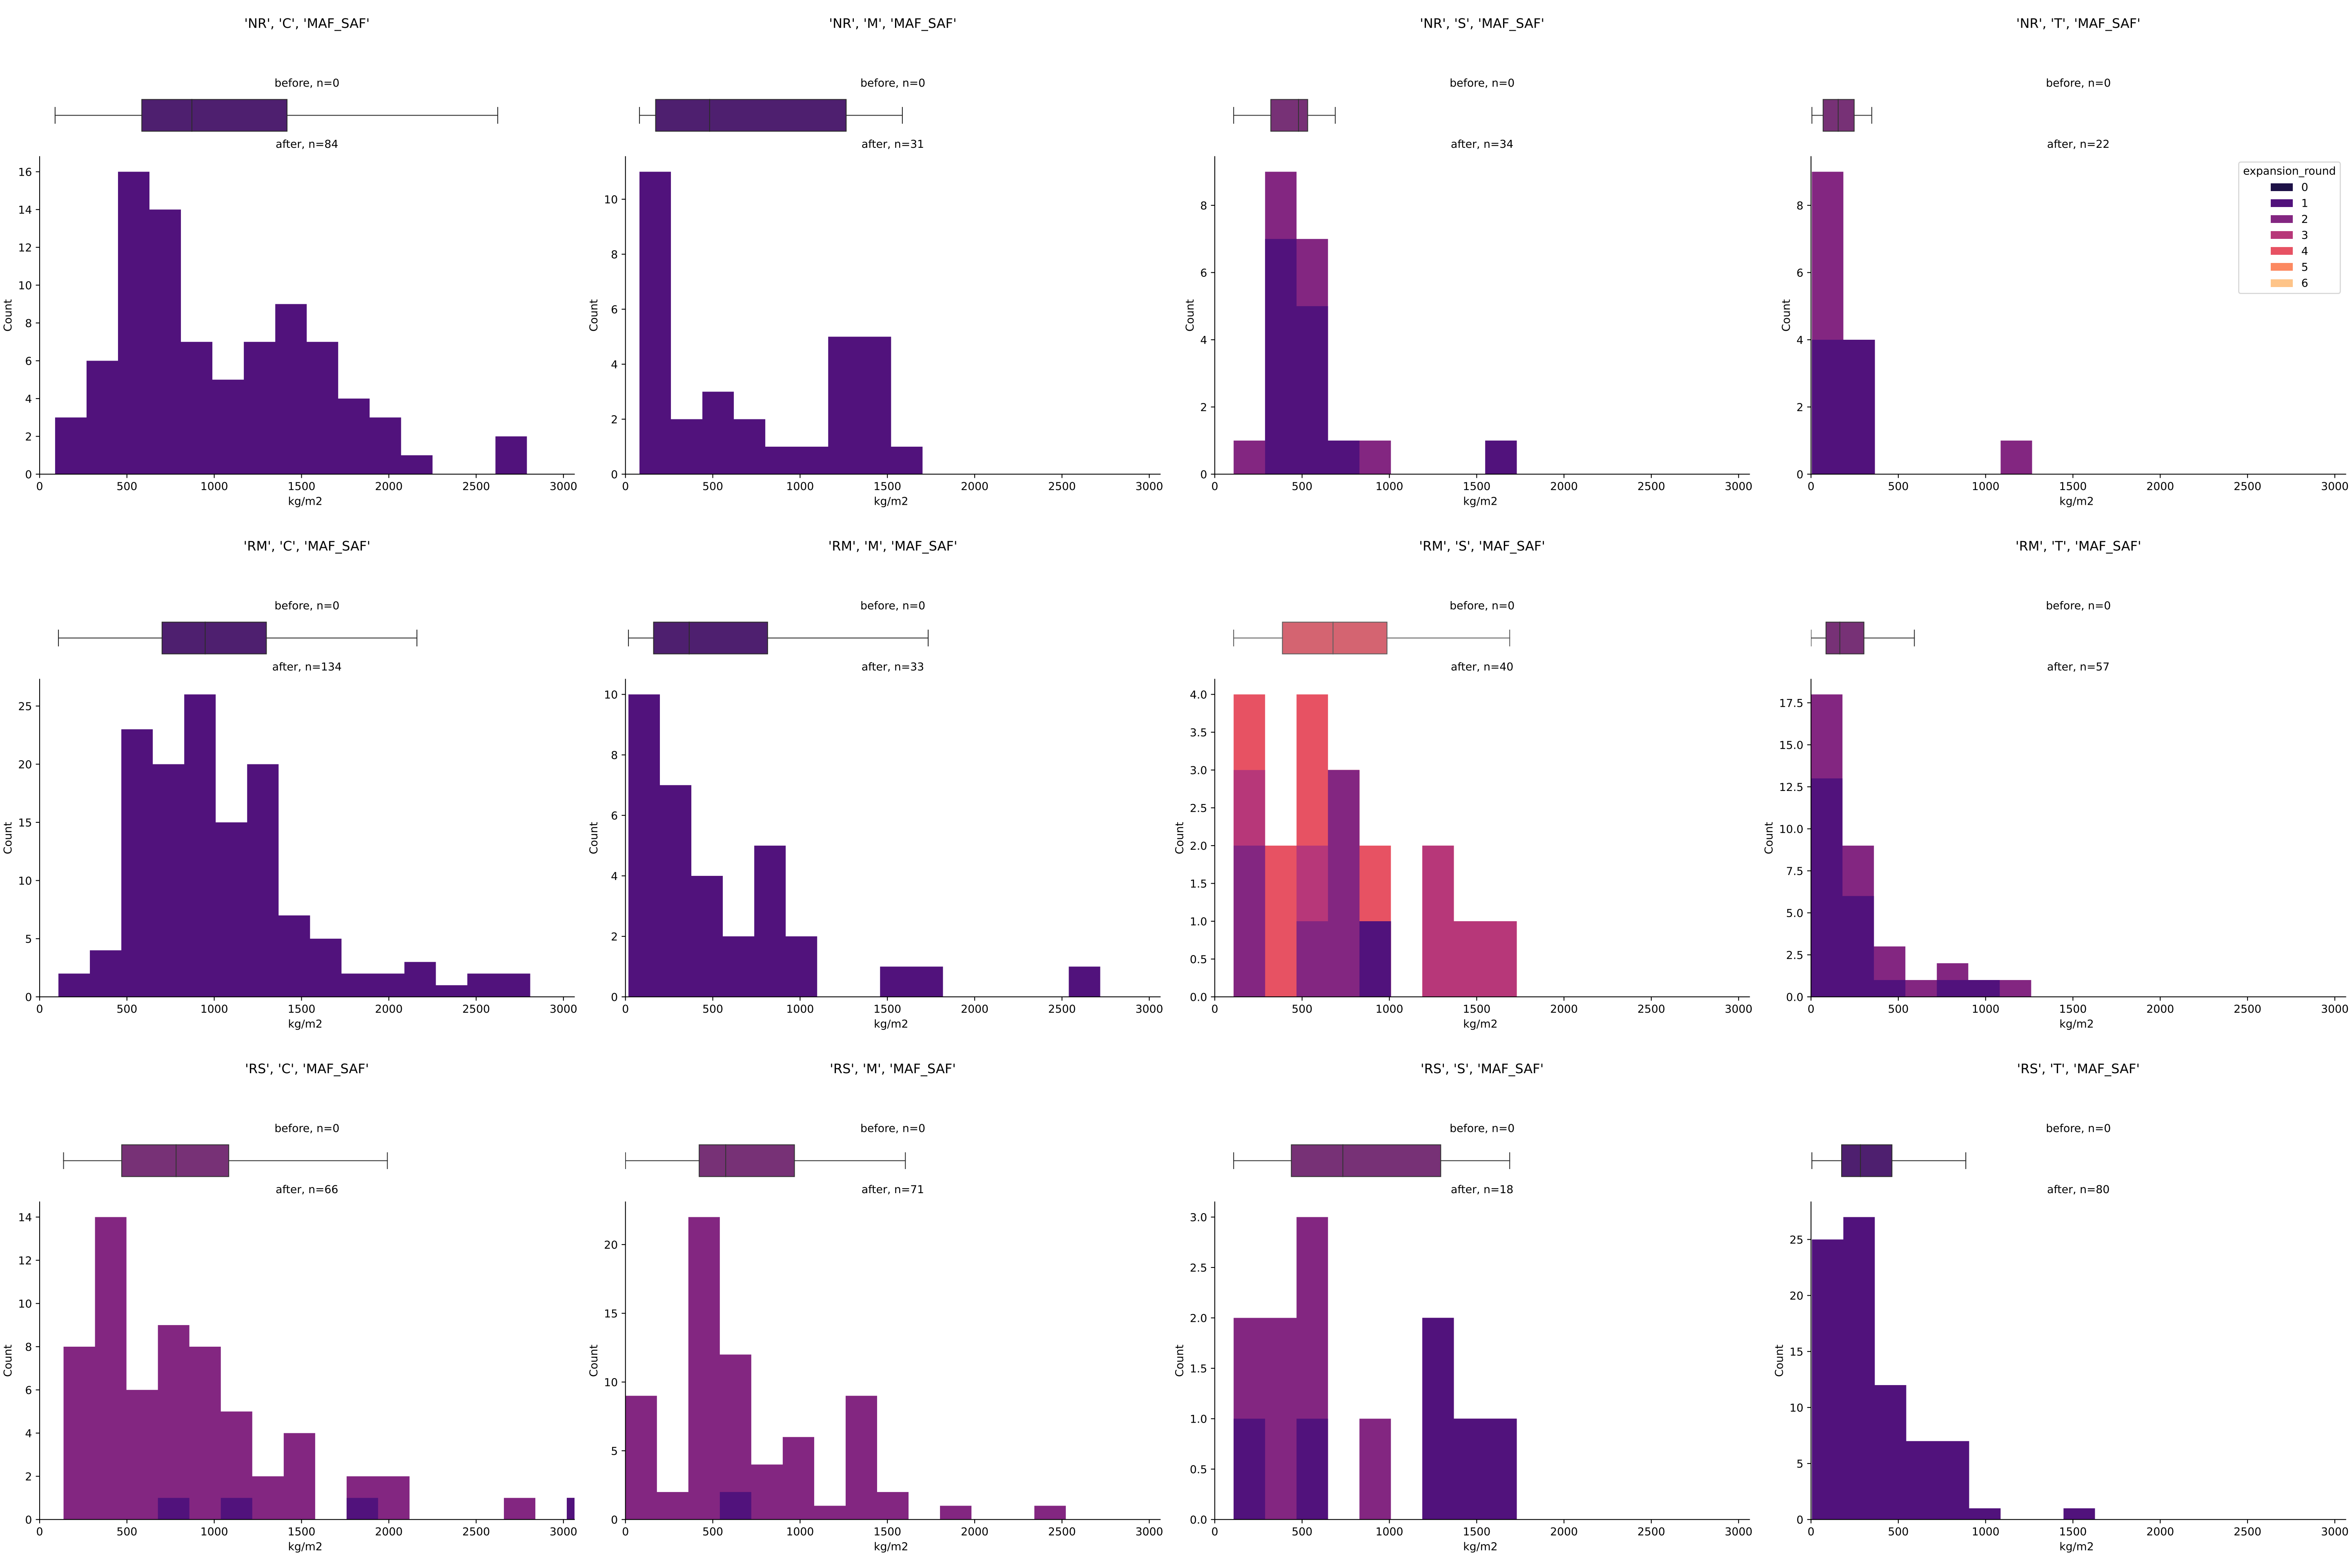 'NR', 'C', 'MAF_SAF'
before, n=0
after, n=84
Count
16
14
12
10
8
6
4
2
0
0 500 1000 1500 2000 2500 3000
kg/m2
'NR', 'M', 'MAF_SAF'
before, n=0
after, n=31
Count
10
8
6
4
2
0
0 500 1000 1500 2000 2500 3000
kg/m2
'NR', 'S', 'MAF_SAF'
before, n=0
after, n=34
Count
8
6
4
2
0
0 500 1000 1500 2000 2500 3000
kg/m2
'NR', 'T', 'MAF_SAF'
before, n=0
after, n=22
expansion_round
0
1
2
3
4
5
6
Count
8
6
4
2
0
0 500 1000 1500 2000 2500 3000
kg/m2
'RM', 'C', 'MAF_SAF'
before, n=0
after, n=134
Count
25
20
15
10
5
0
0 500 1000 1500 2000 2500 3000
kg/m2
'RM', 'M', 'MAF_SAF'
before, n=0
after, n=33
Count
10
8
6
4
2
0
0 500 1000 1500 2000 2500 3000
kg/m2
'RM', 'S', 'MAF_SAF'
before, n=0
after, n=40
Count
4.0
3.5
3.0
2.5
2.0
1.5
1.0
0.5
0.0
0 500 1000 1500 2000 2500 3000
kg/m2
'RM', 'T', 'MAF_SAF'
before, n=0
after, n=57
Count
17.5
15.0
12.5
10.0
7.5
5.0
2.5
0.0
0 500 1000 1500 2000 2500 3000
kg/m2
'RS', 'C', 'MAF_SAF'
before, n=0
after, n=66
Count
14
12
10
8
6
4
2
0
0 500 1000 1500 2000 2500 3000
kg/m2
'RS', 'M', 'MAF_SAF'
before, n=0
after, n=71
Count
20
15
10
5
0
0 500 1000 1500 2000 2500 3000
kg/m2
'RS', 'S', 'MAF_SAF'
before, n=0
after, n=18
Count
3.0
2.5
2.0
1.5
1.0
0.5
0.0
0 500 1000 1500 2000 2500 3000
kg/m2
'RS', 'T', 'MAF_SAF'
before, n=0
after, n=80
Count
25
20
15
10
5
0
0 500 1000 1500 2000 2500 3000
kg/m2